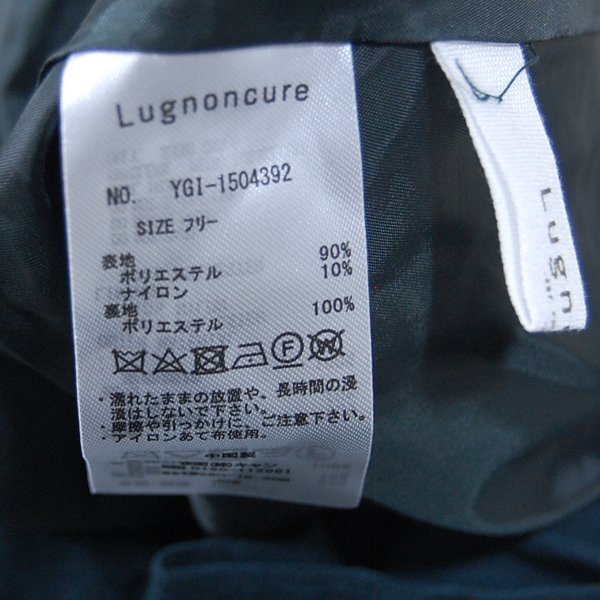 Lugnoncure
NO. YGI-1504392
SIZE フリー
表地 90%
ポリエステル 10%
ナイロン
裏地 100%
ポリエステル
・濡れたままの放置や、長時間の浸
漬はしないで下さい。
・摩擦や引っかけに、ご注意下さい。
・アイロンあて布使用。
中国製
Lugn